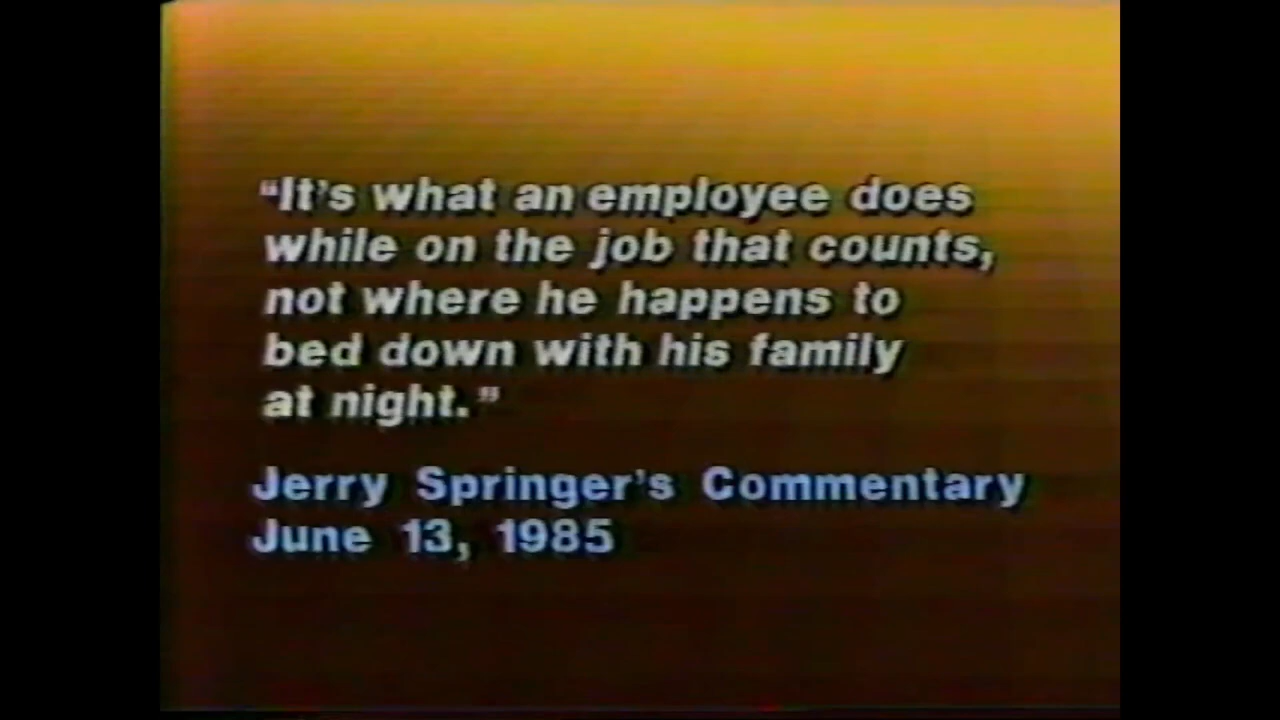 “It's what an employee does
while on the job that counts,
not where he happens to
bed down with his family
at night.”
Jerry Springer's Commentary
June 13, 1985